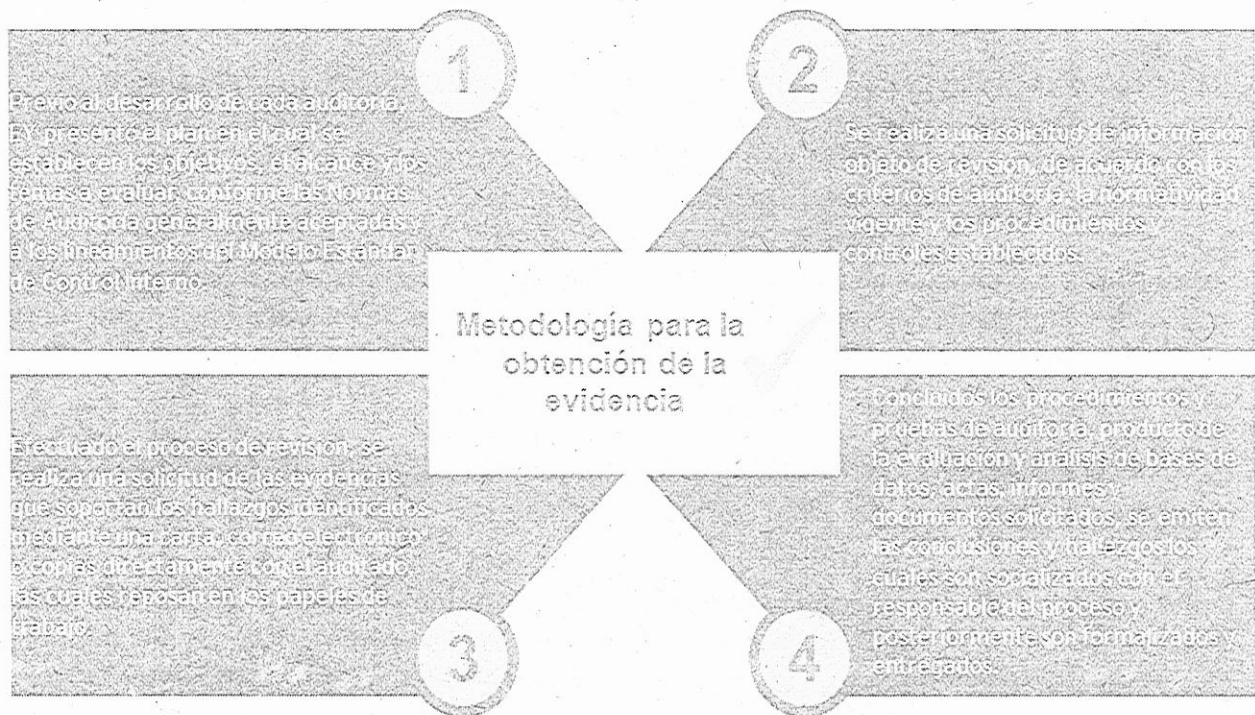 1
Previo al desarrollo de cada auditoría,
EY presentó el plan en el cual se
establecen los objetivos, el alcance y los
temas a evaluar, conforme las Normas
de Auditoría generalmente aceptadas y
a los lineamientos del Modelo Estándar
de Control Interno.
2
Se realiza una solicitud de información
objeto de revisión, de acuerdo con los
criterios de auditoría, la normatividad
vigente y los procedimientos y
controles establecidos.
Metodología para la
obtención de la
evidencia
Efectuado el proceso de revisión, se
realiza una solicitud de las evidencias
que soportan los hallazgos identificados
mediante una carta, correo electrónico
o copias directamente con el auditado,
las cuales reposan en los papeles de
trabajo.
3
Concluidos los procedimientos y
pruebas de auditoría, producto de
la evaluación y análisis de bases de
datos, actas, informes y
documentos solicitados, se emiten
las conclusiones y hallazgos los
cuales son socializados con el
responsable del proceso y
posteriormente son formalizados y
entregados.
4